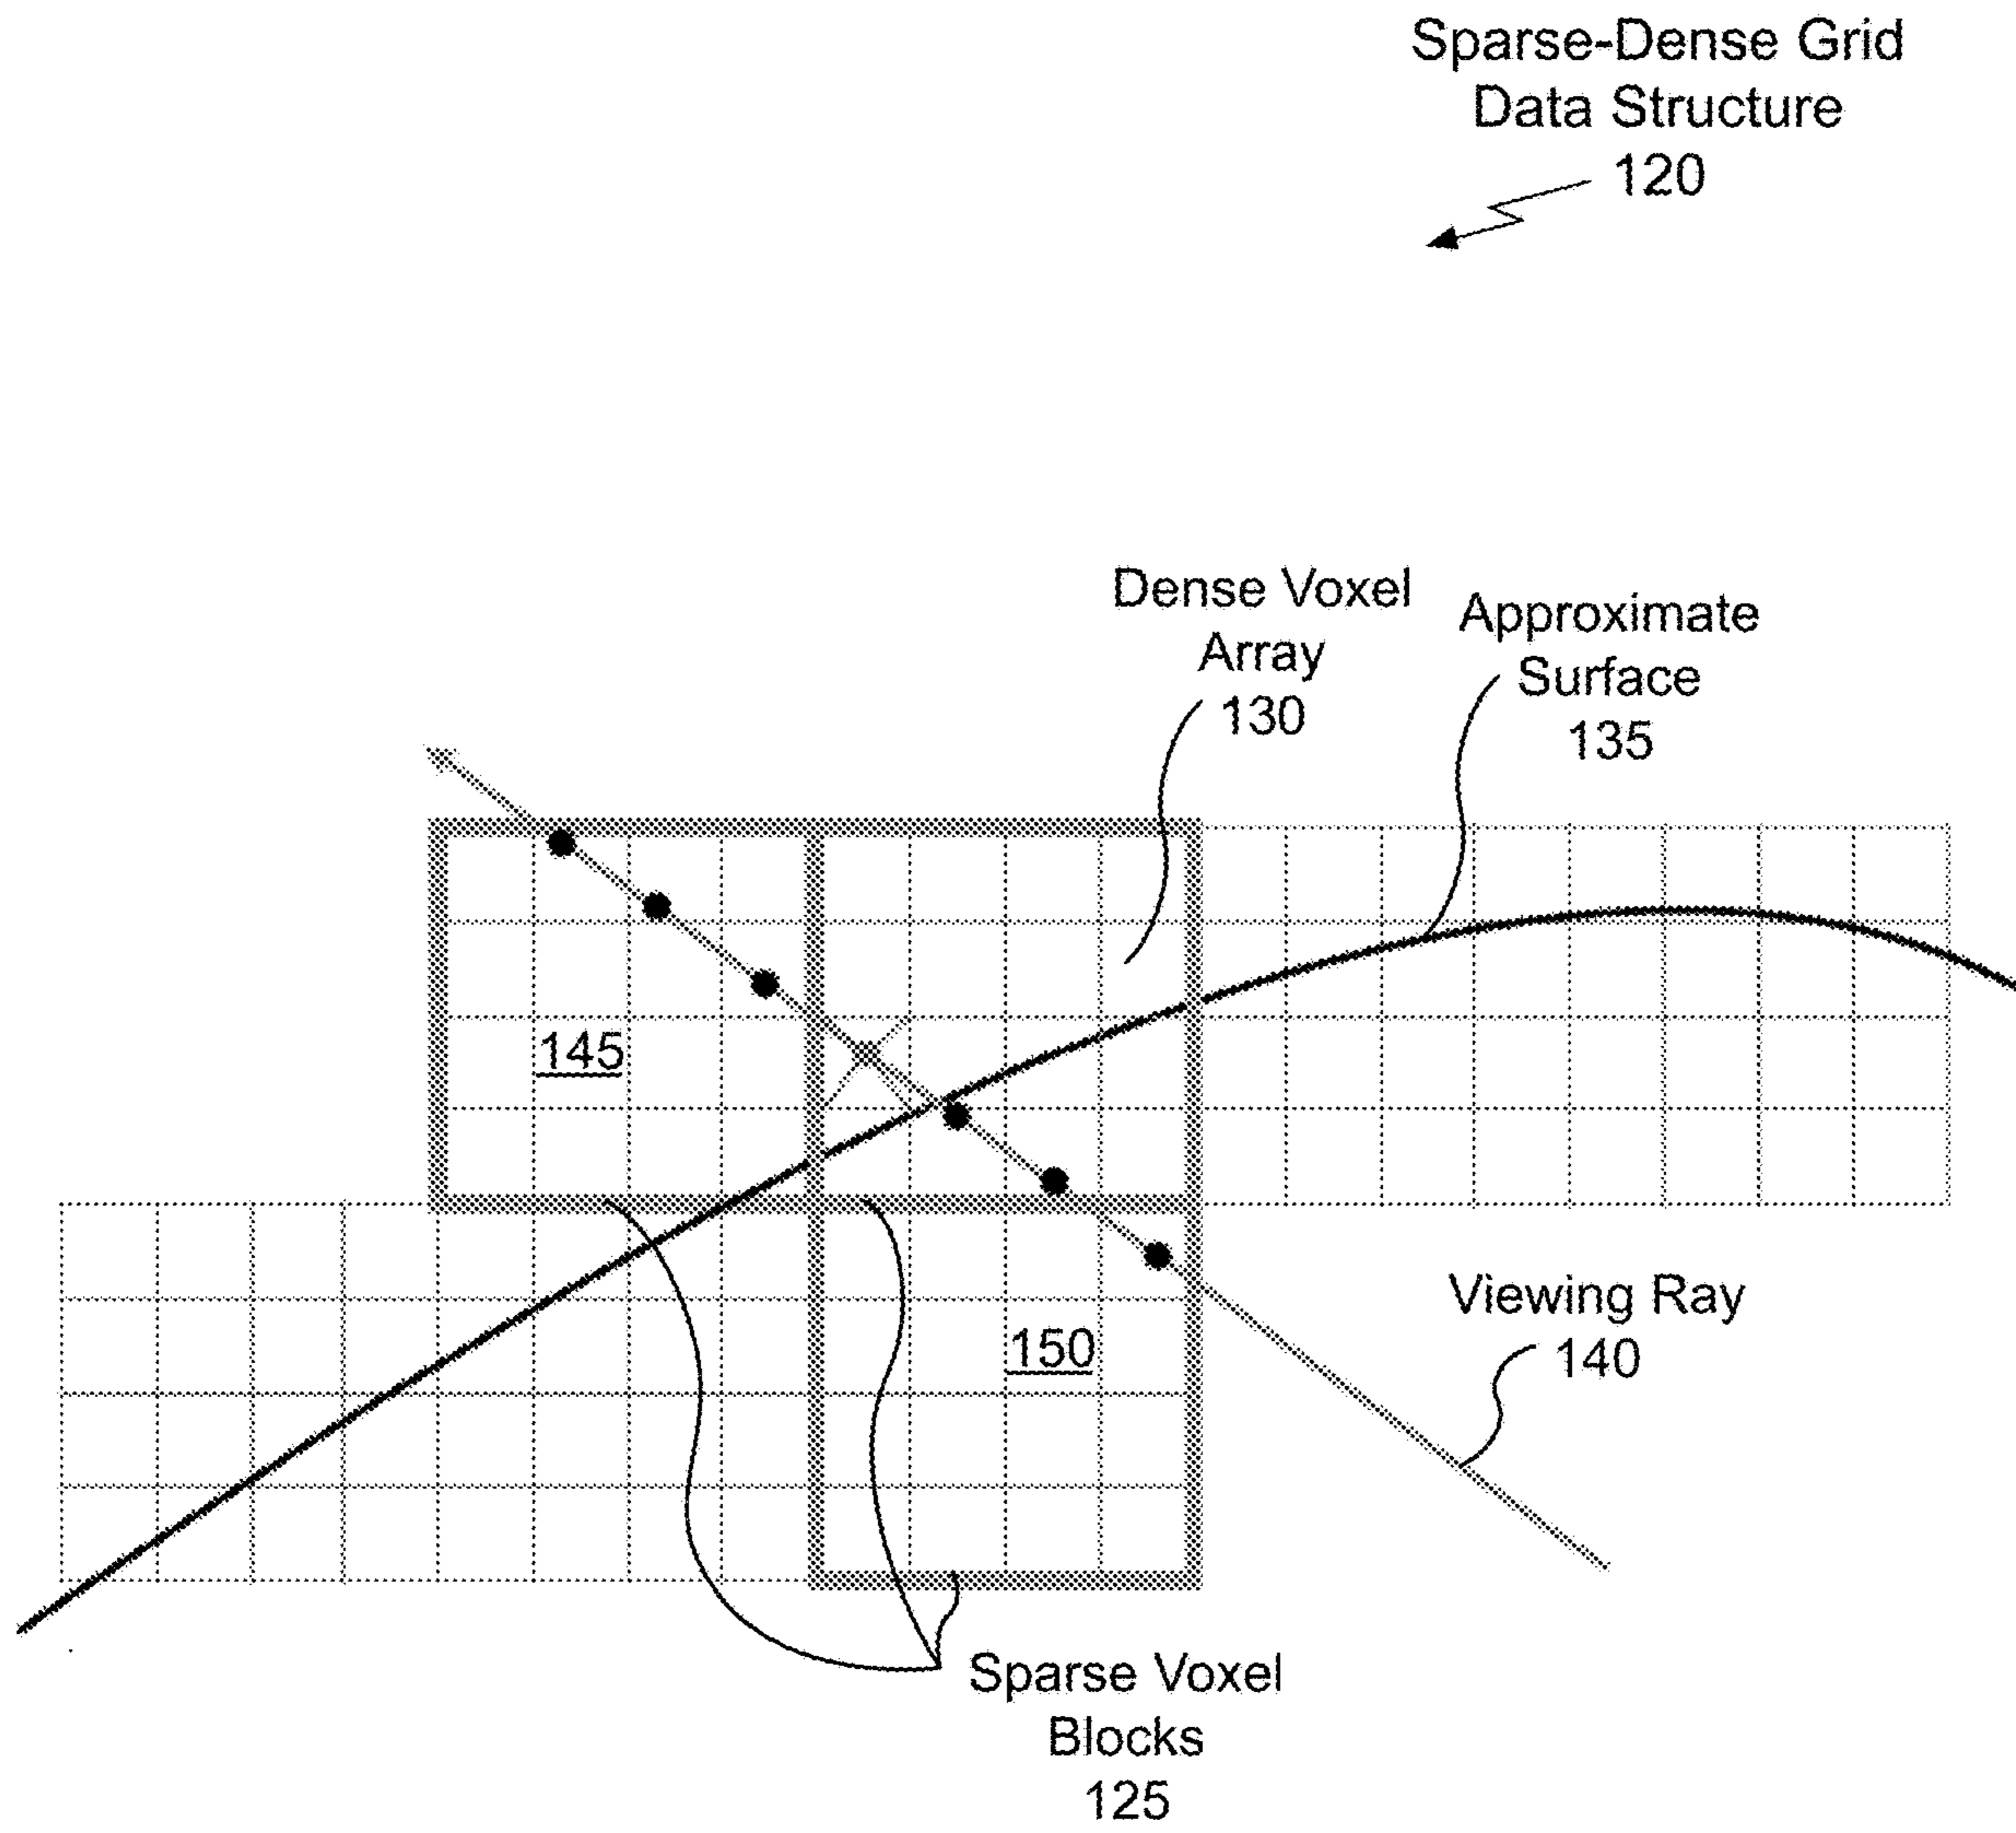 Sparse-Dense Grid
Data Structure
120
Dense Voxel
Array
130
Approximate
Surface
135
145
150
Viewing Ray
140
Sparse Voxel
Blocks
125